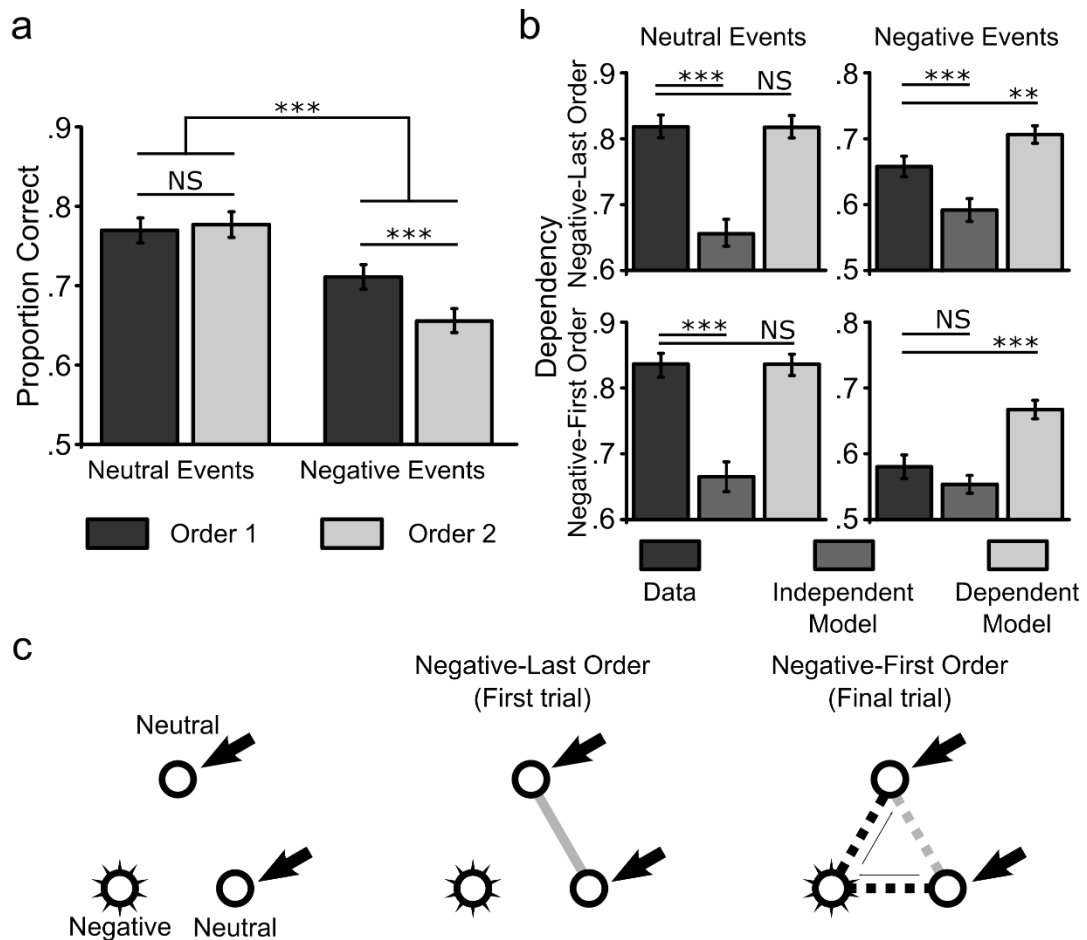 a
Proportion Correct
.9
.8
.7
.6
.5
***
NS
***
Neutral Events
Negative Events
Order 1
Order 2
b
Neutral Events
Negative Events
Dependency
Negative-Last Order
.9
.8
.7
.6
***
NS
.8
.7
.6
.5
***
**
Negative-First Order
.9
.8
.7
.6
***
NS
.8
.7
.6
.5
NS
***
Data
Independent
Model
Dependent
Model
c
Neutral
Negative
Neutral
Negative-Last Order
(First trial)
Negative-First Order
(Final trial)